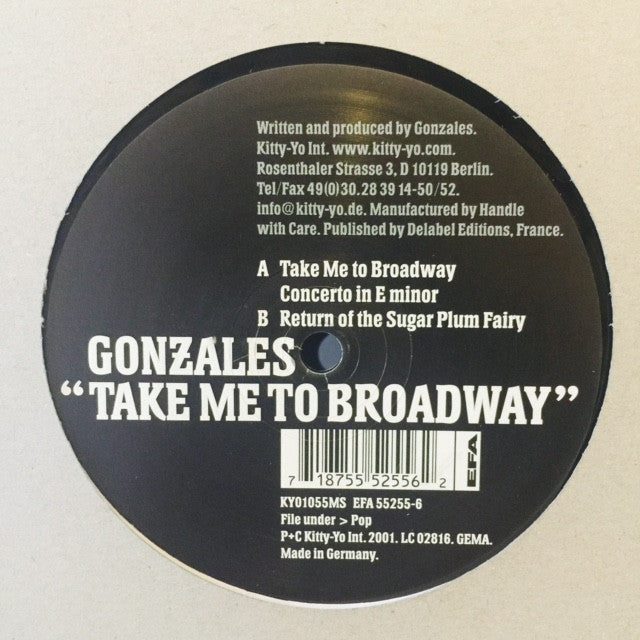 Written and produced by Gonzales.
Kitty-Yo Int. www.kitty-yo.com.
Rosenthaler Strasse 3, D 10119 Berlin.
Tel/Fax 49(0)30.28 39 14-50/52.
info@kitty-yo.de. Manufactured by Handle
with Care. Published by Delabel Editions, France.
A Take Me to Broadway
Concerto in E minor
B Return of the Sugar Plum Fairy
GONZALES
“TAKE ME TO BROADWAY”
7 18755 52556 2
EFA
KY01055MS EFA 55255-6
File under > Pop
P+C Kitty-Yo Int. 2001. LC 02816. GEMA.
Made in Germany.